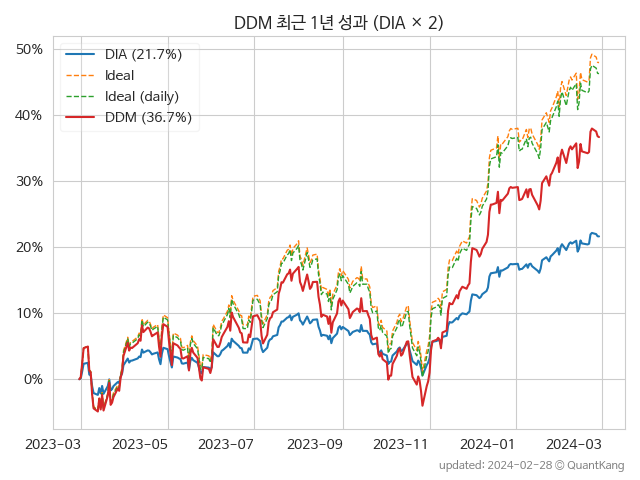 DDM 최근 1년 성과 (DIA × 2)
DIA (21.7%)
Ideal
Ideal (daily)
DDM (36.7%)
50%
40%
30%
20%
10%
0%
2023-03 2023-05 2023-07 2023-09 2023-11 2024-01 2024-03
updated: 2024-02-28 © QuantKang